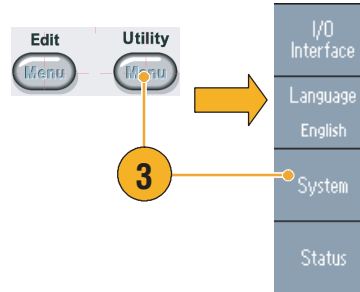 Edit
Utility
Menu
Menu
3
I/O
Interface
Language
English
System
Status